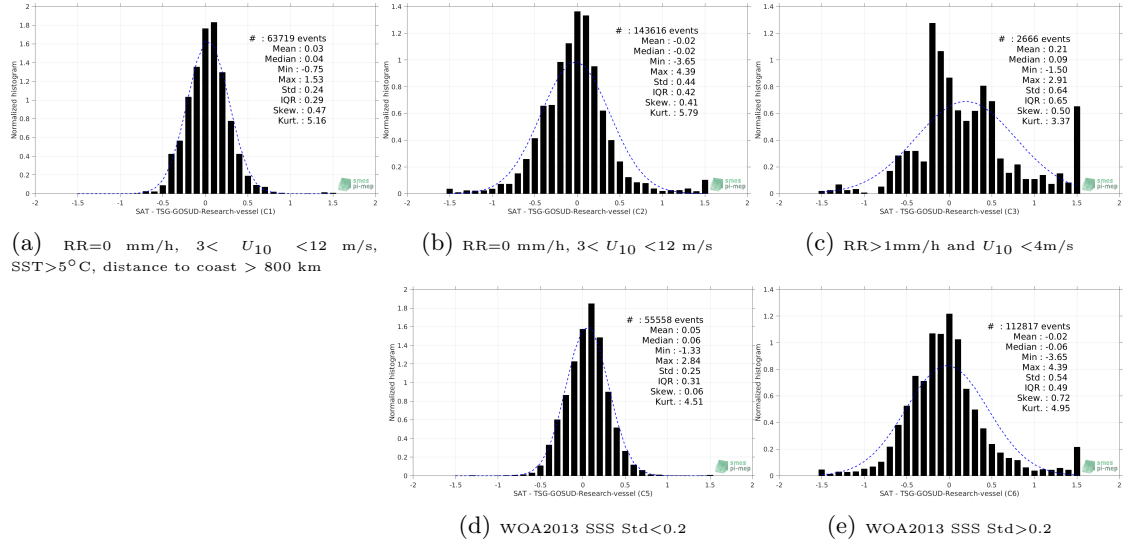 2
1.8
1.6
1.4
1.2
1
0.8
0.6
0.4
0.2
0
Normalized histogram
# : 63719 events
Mean : 0.03
Median : 0.04
Min : -0.75
Max : 1.53
Std : 0.24
IQR : 0.29
Skew. : 0.47
Kurt. : 5.16
smos
pi-mep
-2 -1.5 -1 -0.5 0 0.5 1 1.5 2
SAT - TSG-GOSUD-Research-vessel (C1)
(a) RR=0 mm/h, 3< U10 <12 m/s,
SST>5°C, distance to coast > 800 km
1.4
1.2
1
0.8
0.6
0.4
0.2
0
Normalized histogram
# : 143616 events
Mean : -0.02
Median : -0.02
Min : -3.65
Max : 4.39
Std : 0.44
IQR : 0.42
Skew. : 0.41
Kurt. : 5.79
smos
pi-mep
-2 -1.5 -1 -0.5 0 0.5 1 1.5 2
SAT - TSG-GOSUD-Research-vessel (C2)
(b) RR=0 mm/h, 3< U10 <12 m/s
1.4
1.2
1
0.8
0.6
0.4
0.2
0
Normalized histogram
# : 2666 events
Mean : 0.21
Median : 0.09
Min : -1.50
Max : 2.91
Std : 0.64
IQR : 0.65
Skew. : 0.50
Kurt. : 3.37
smos
pi-mep
-2 -1.5 -1 -0.5 0 0.5 1 1.5 2
SAT - TSG-GOSUD-Research-vessel (C3)
(c) RR>1mm/h and U10 <4m/s
2
1.8
1.6
1.4
1.2
1
0.8
0.6
0.4
0.2
0
Normalized histogram
# : 55558 events
Mean : 0.05
Median : 0.06
Min : -1.33
Max : 2.84
Std : 0.25
IQR : 0.31
Skew. : 0.06
Kurt. : 4.51
smos
pi-mep
-2 -1.5 -1 -0.5 0 0.5 1 1.5 2
SAT - TSG-GOSUD-Research-vessel (C5)
(d) WOA2013 SSS Std<0.2
1.4
1.2
1
0.8
0.6
0.4
0.2
0
Normalized histogram
# : 112817 events
Mean : -0.02
Median : -0.06
Min : -3.65
Max : 4.39
Std : 0.54
IQR : 0.49
Skew. : 0.72
Kurt. : 4.95
smos
pi-mep
-2 -1.5 -1 -0.5 0 0.5 1 1.5 2
SAT - TSG-GOSUD-Research-vessel (C6)
(e) WOA2013 SSS Std>0.2